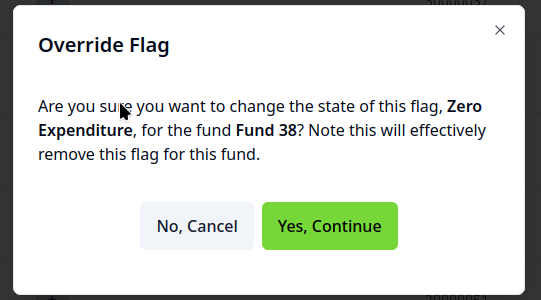 Override Flag
Are you sure you want to change the state of this flag, Zero
Expenditure, for the fund Fund 38? Note this will effectively
remove this flag for this fund.
No, Cancel
Yes, Continue